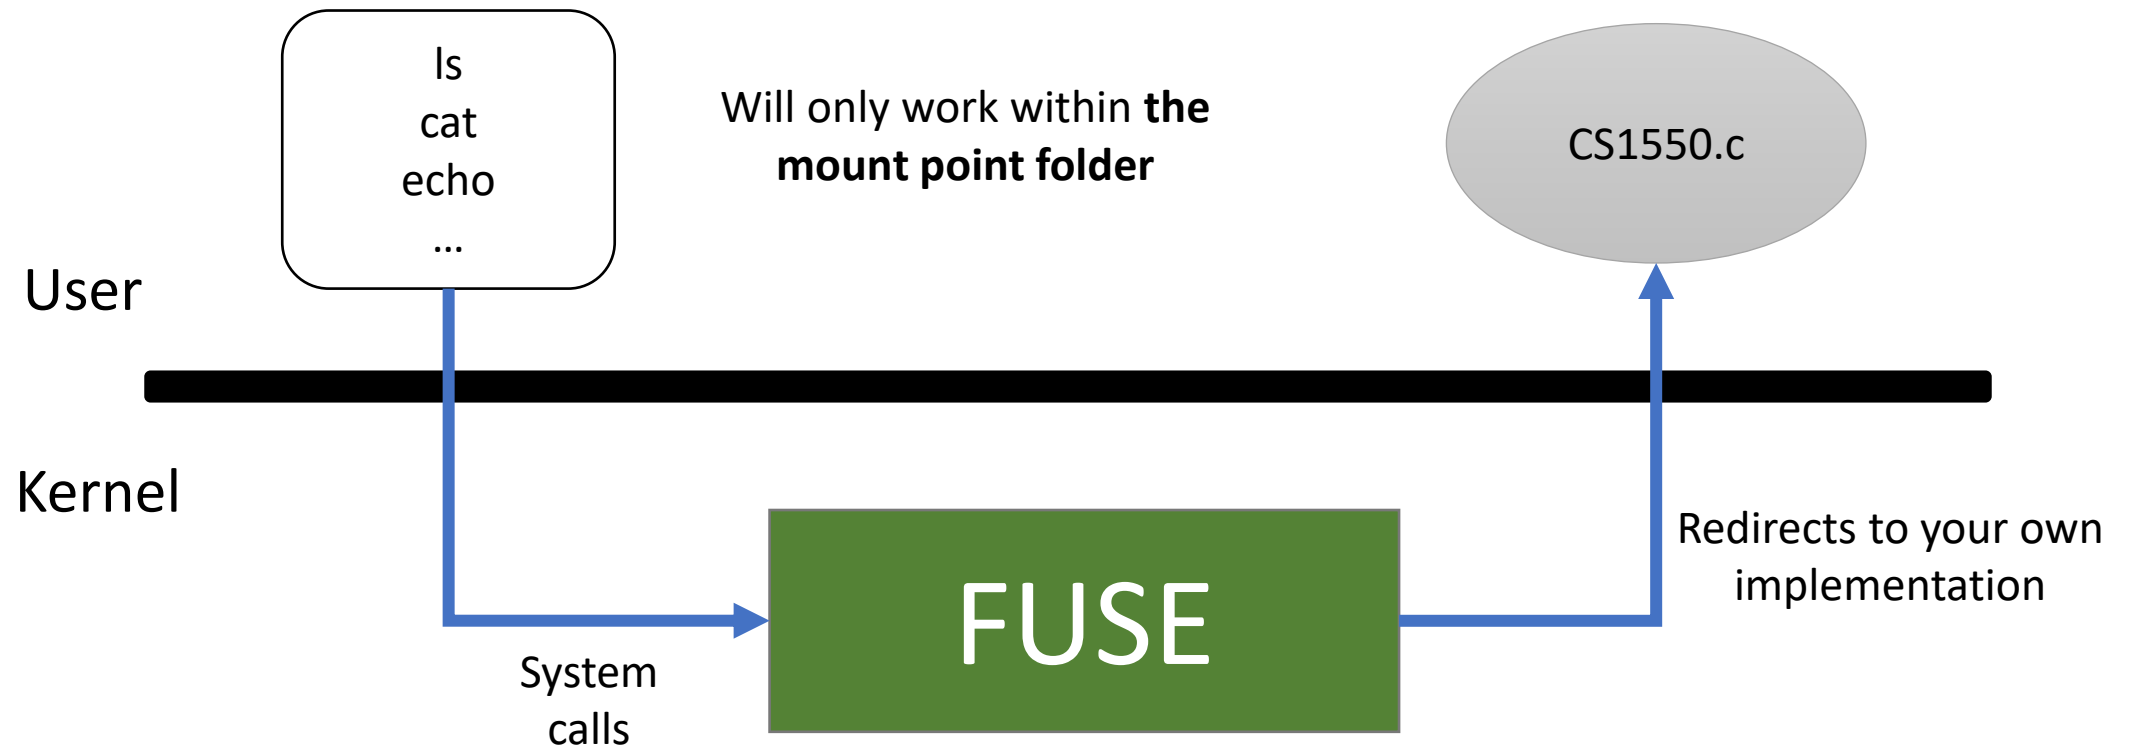 ls
cat
echo
...
Will only work within the
mount point folder
CS1550.c
User
Kernel
FUSE
System
calls
Redirects to your own
implementation